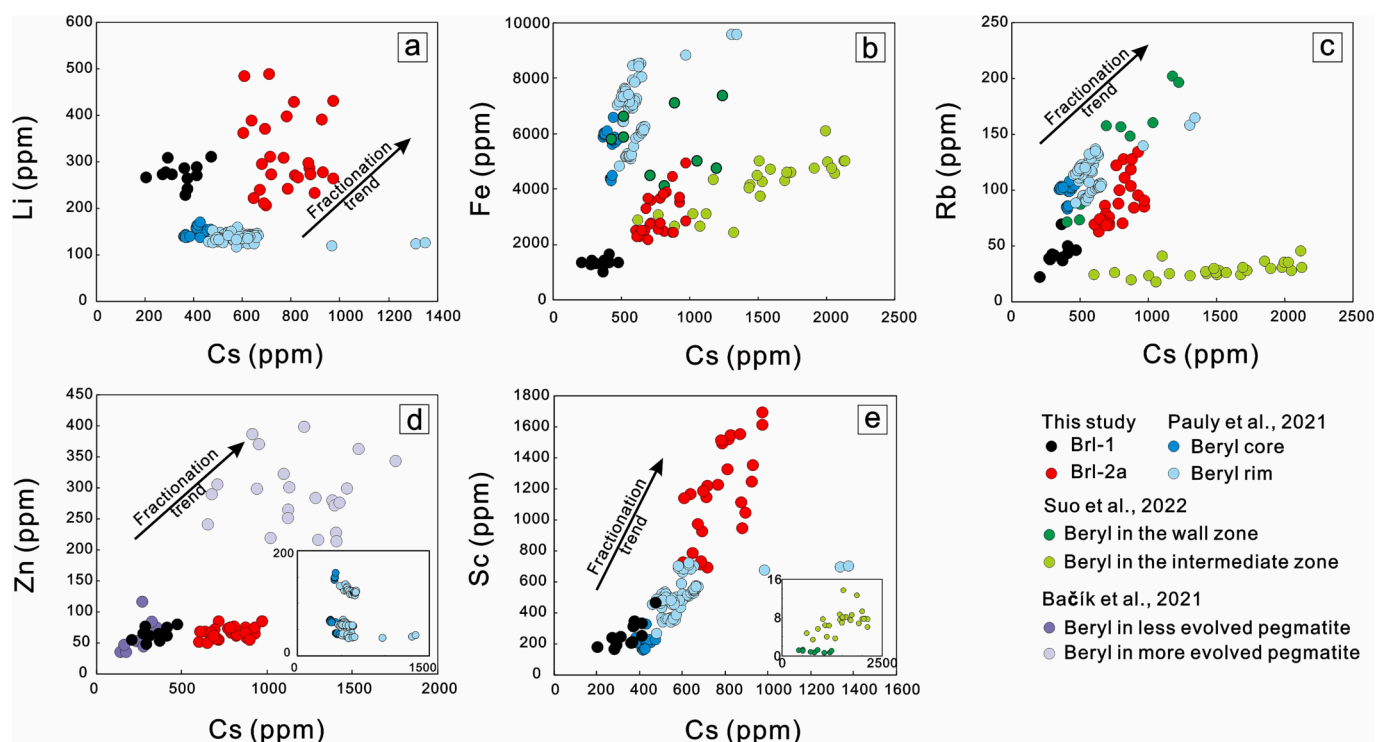 a
600
500
400
300
200
100
0
Li (ppm)
Fractionation
trend
0 200 400 600 800 1000 1200 1400
Cs (ppm)
b
10000
8000
6000
4000
2000
0
Fe (ppm)
0 500 1000 1500 2000 2500
Cs (ppm)
c
250
200
150
100
50
0
Rb (ppm)
Fractionation
trend
0 500 1000 1500 2000 2500
Cs (ppm)
d
450
400
350
300
250
200
150
100
50
0
Zn (ppm)
Fractionation
trend
200
0
0 1500
0 500 1000 1500 2000
Cs (ppm)
e
1800
1600
1400
1200
1000
800
600
400
200
0
Sc (ppm)
Fractionation
trend
16
8
0
0 2500
0 200 400 600 800 1000 1200 1400 1600
Cs (ppm)
This study Pauly et al., 2021
Brl-1 Beryl core
Brl-2a Beryl rim
Suo et al., 2022
Beryl in the wall zone
Beryl in the intermediate zone
Bačík et al., 2021
Beryl in less evolved pegmatite
Beryl in more evolved pegmatite